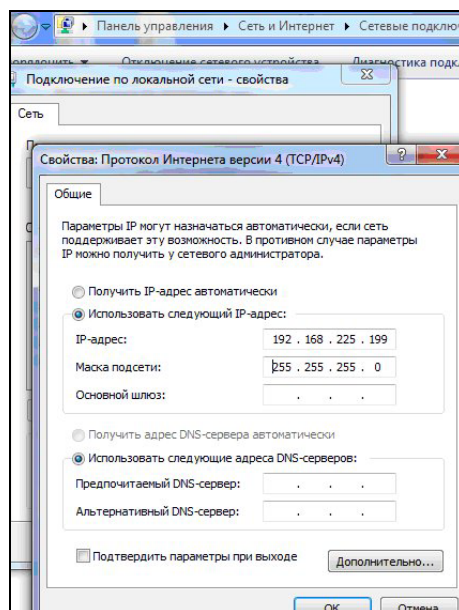 Панель управления ▸ Сеть и Интернет ▸ Сетевые
Отключение сетевого устройства Диагностика
Подключение по локальной сети - свойства
Сеть
Свойства: Протокол Интернета версии 4 (TCP/IPv4)
Общие
Параметры IP могут назначаться автоматически, если сеть
поддерживает эту возможность. В противном случае параметры
IP можно получить у сетевого администратора.
Получить IP-адрес автоматически
Использовать следующий IP-адрес:
IP-адрес: 192 . 168 . 225 . 199
Маска подсети: 255 . 255 . 255 . 0
Основной шлюз: . . .
Получить адрес DNS-сервера автоматически
Использовать следующие адреса DNS-серверов:
Предпочитаемый DNS-сервер: . . .
Альтернативный DNS-сервер: . . .
Подтвердить параметры при выходе
Дополнительно...
OK Отмена